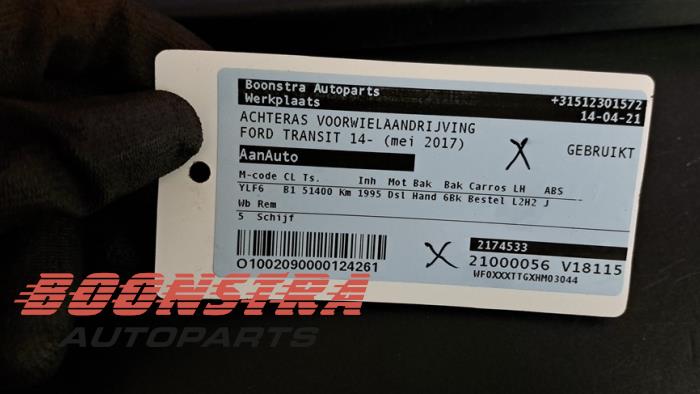 Boonstra Autoparts
Werkplaats
+31512301572
14-04-21
ACHTERAS VOORWIELAANDRIJVING
FORD TRANSIT 14- (mei 2017)
X
GEBRUIKT
AanAuto
M-code CL Ts. Inh Mot Bak Bak Carros LH ABS
YLF6 B1 51400 Km 1995 Dsl Hand 6Bk Bestel L2H2 J --
Wb Rem
5 Schijf
O1002090000124261
X
2174533
21000056 V18115
WF0XXXTTGXHM03044
BOONSTRA
AUTOPARTS